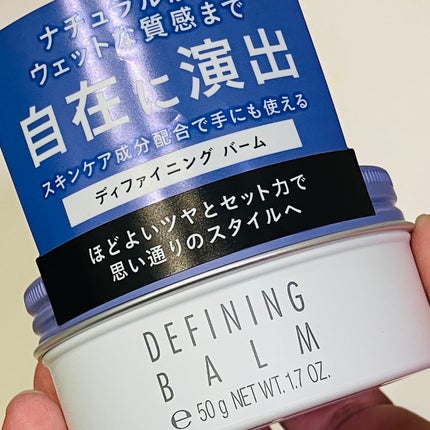 ナチュラル
ウェットな質感まで
自在に演出
スキンケア成分配合で手にも使える
ディファイニング バーム
ほどよいツヤとセット力で
思い通りのスタイルへ
DEFINING
BALM
e 50g NET WT. 1.7 OZ.